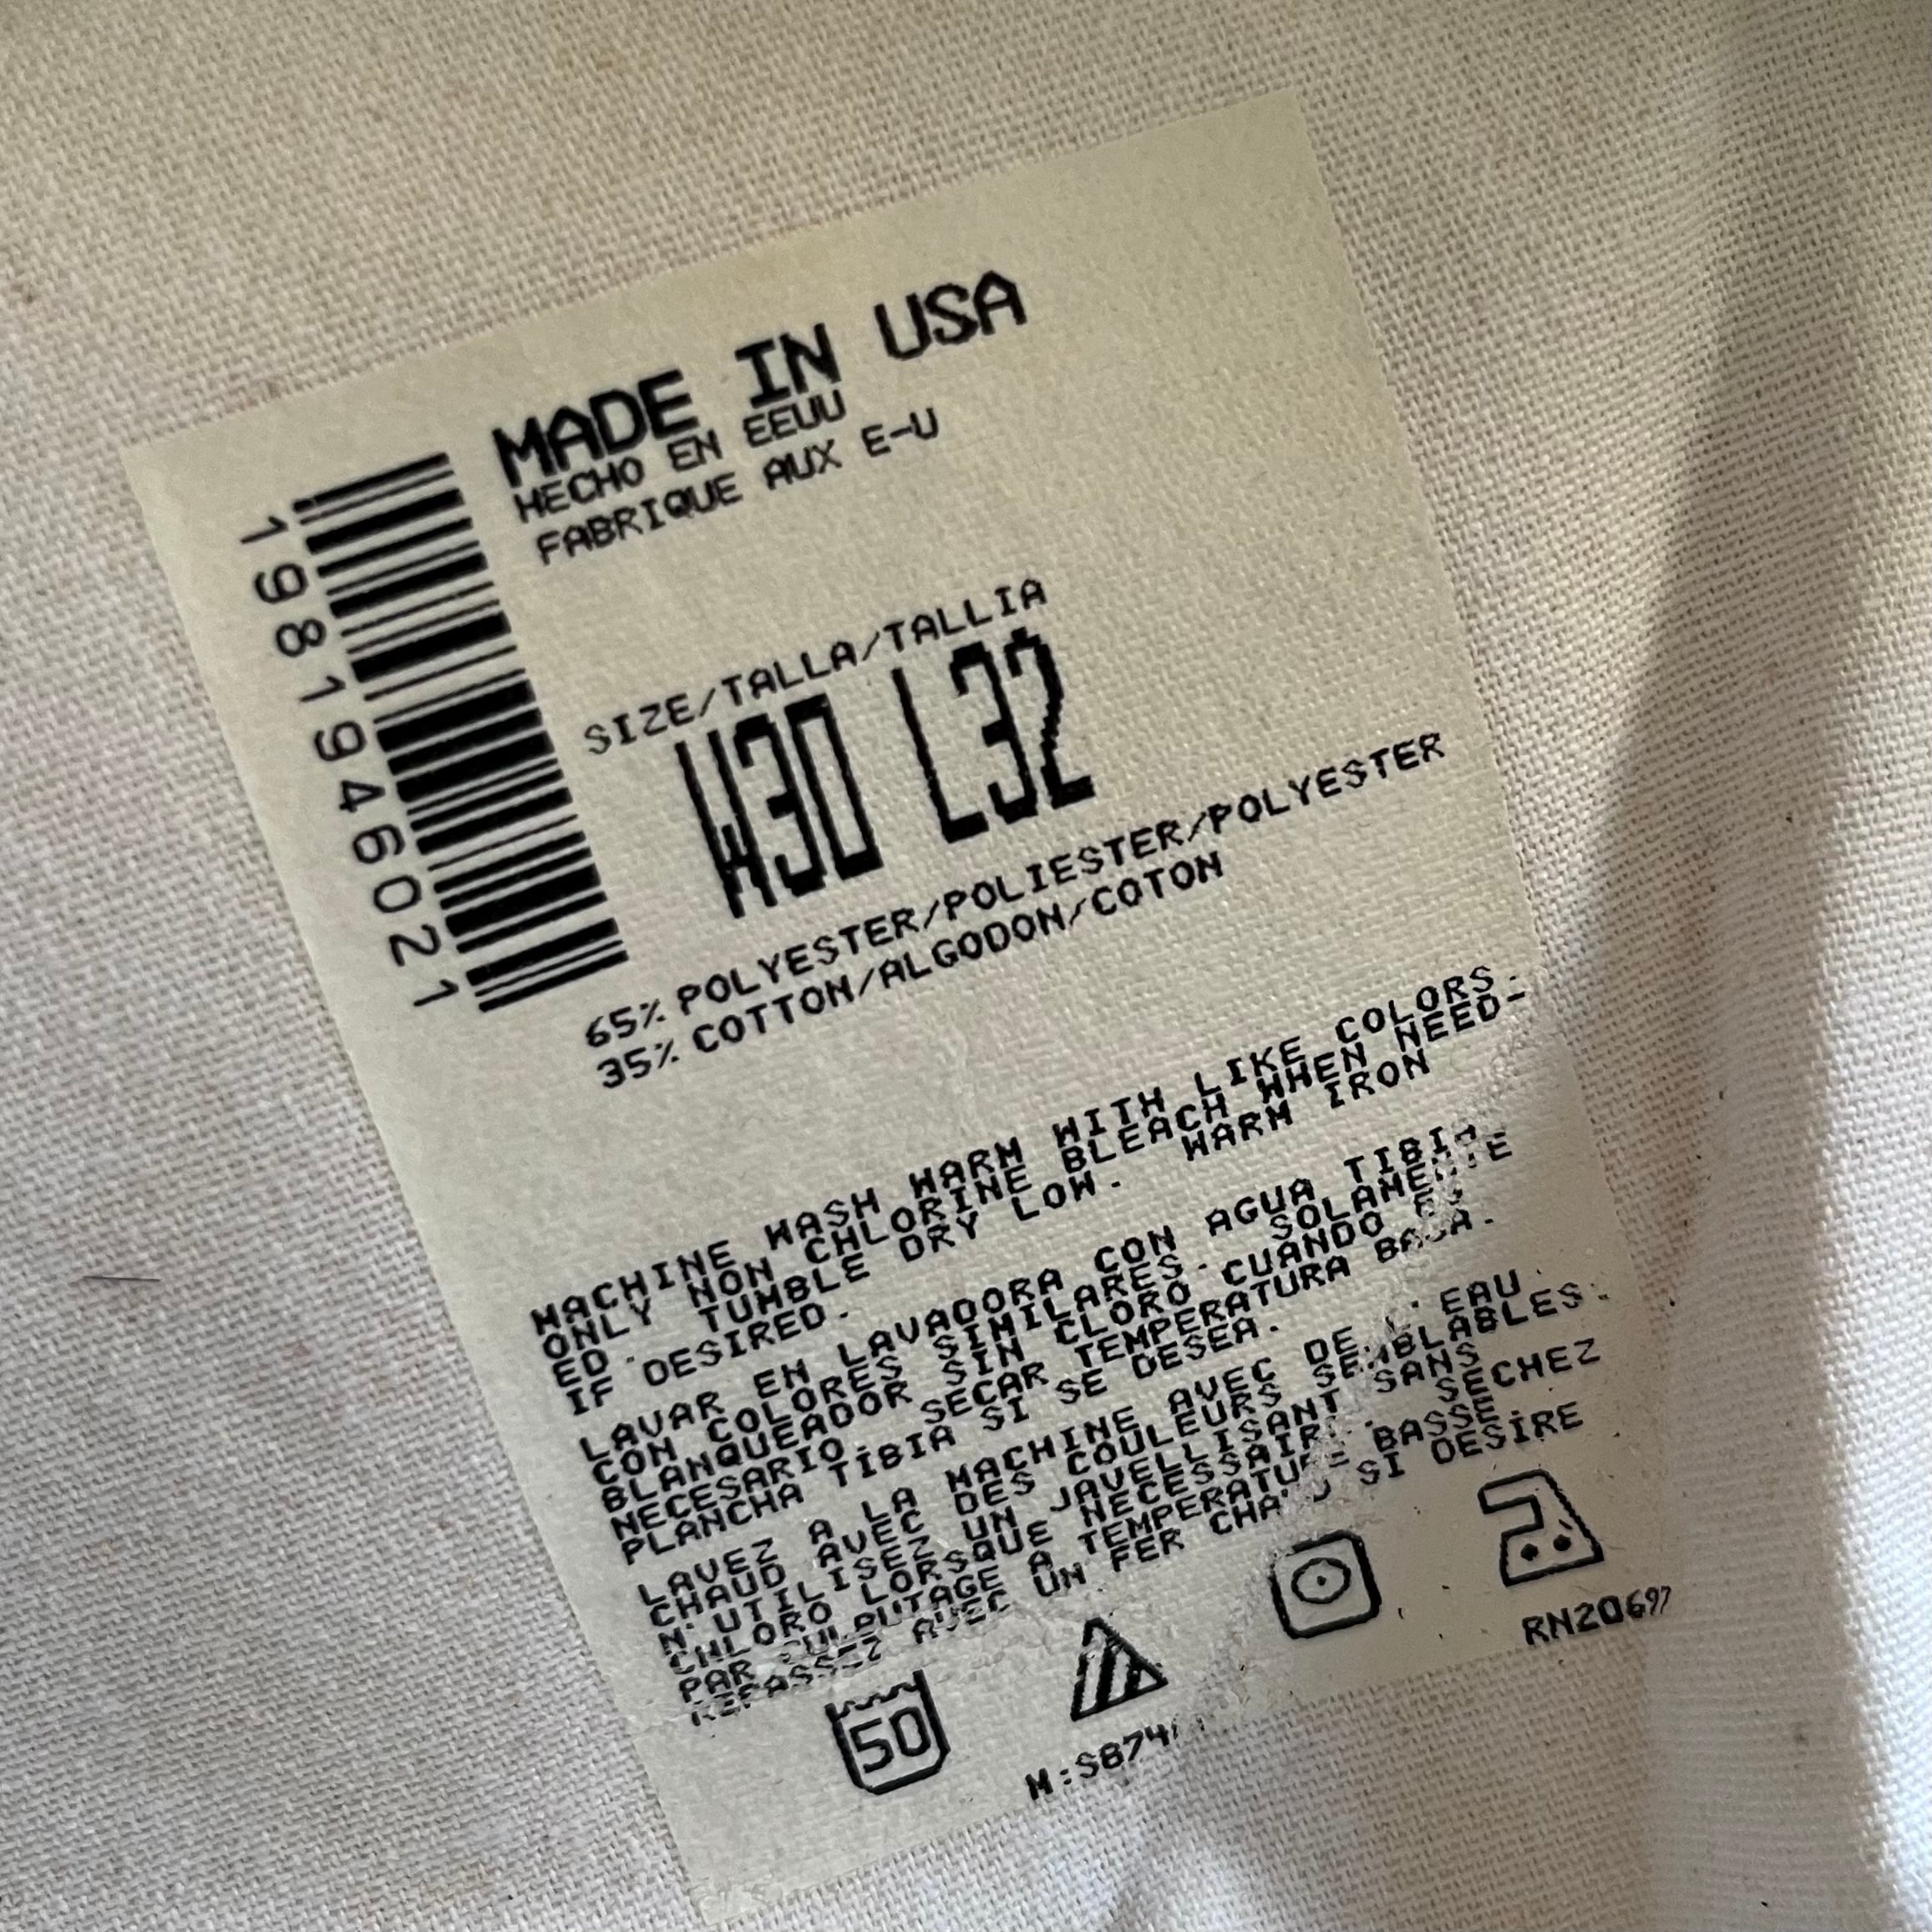 MADE IN USA
HECHO EN EEUU
FABRIQUE AUX E-U
1981946021
SIZE/TALLA/TALLIA
W30 L32
65% POLYESTER/POLIESTER/POLYESTER
35% COTTON/ALGODON/COTON
MACHINE WASH WARM WITH LIKE COLORS.
ONLY NON CHLORINE BLEACH WHEN NEED-
ED. TUMBLE DRY LOW. WARM IRON
IF DESIRED.
LAVAR EN LAVADORA CON AGUA TIBIA
CON COLORES SIMILARES. SOLAMENTE
BLANQUEADOR SIN CLORO CUANDO ES
NECESARIO. SECAR TEMPERATURA BAJA.
PLANCHA TIBIA SI SE DESEA.
LAVEZ A LA MACHINE AVEC DE L'EAU
CHAUD AVEC DES COULEURS SEMBLABLES.
N'UTILISEZ UN JAVELLISANT SANS
CHLORO LORSQUE NECESSAIRE. SECHEZ
PAR CULBUTAGE A TEMPERATURE BASSE.
REPASSEZ AVEC UN FER CHAUD SI DESIRE
50
M:S874
RN20697